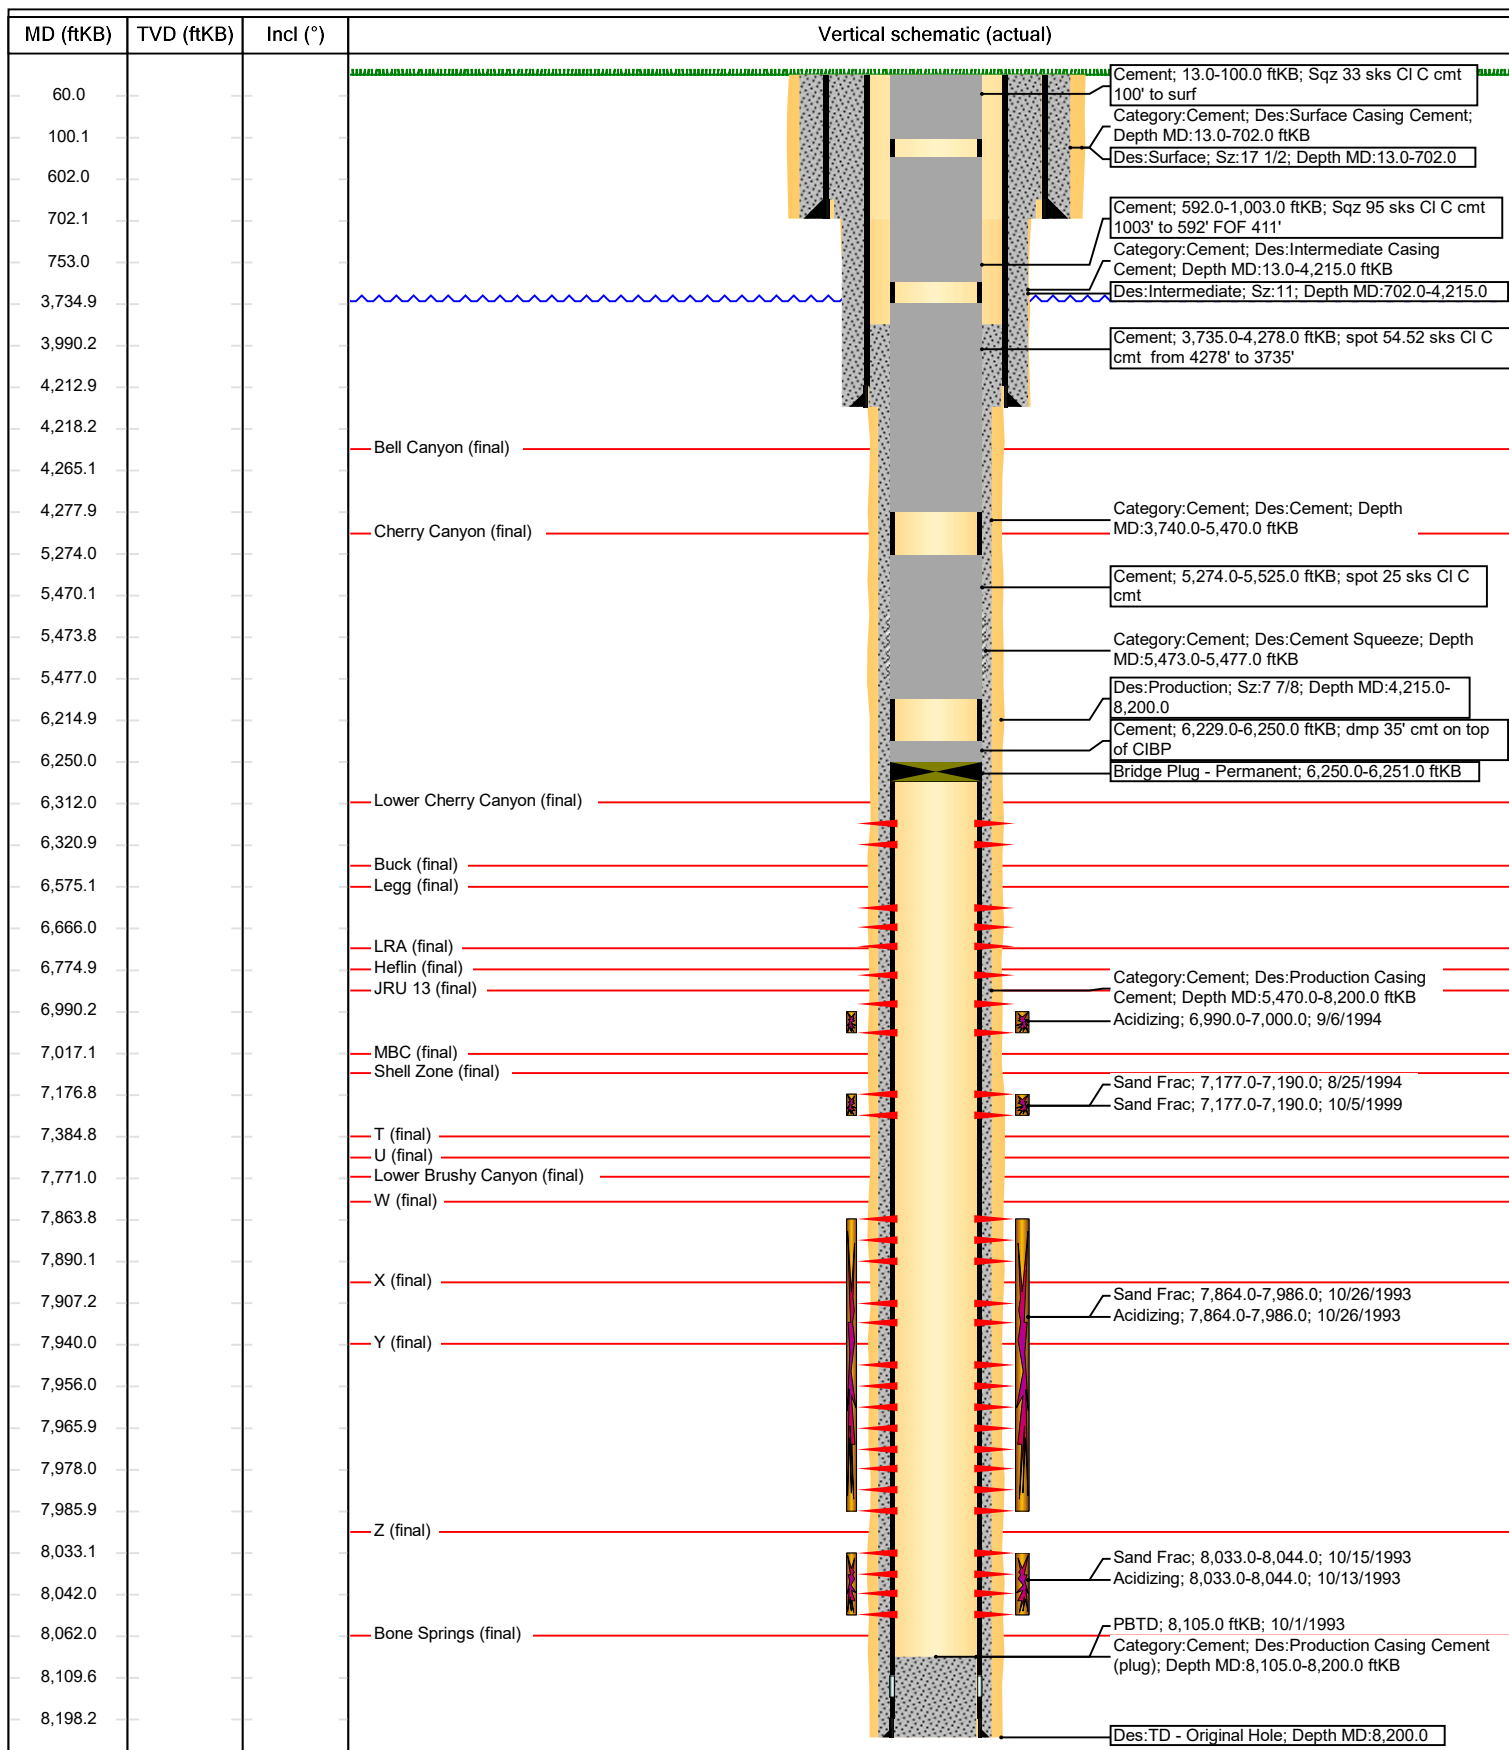 MD (ftKB) TVD (ftKB) Incl (°) Vertical schematic (actual)
Cement; 13.0-100.0 ftKB; Sqz 33 sks Cl C cmt
100' to surf
60.0
Category:Cement; Des:Surface Casing Cement;
Depth MD:13.0-702.0 ftKB
100.1
Des:Surface; Sz:17 1/2; Depth MD:13.0-702.0
602.0
Cement; 592.0-1,003.0 ftKB; Sqz 95 sks Cl C cmt
1003' to 592' FOF 411'
702.1
Category:Cement; Des:Intermediate Casing
Cement; Depth MD:13.0-4,215.0 ftKB
753.0
Des:Intermediate; Sz:11; Depth MD:702.0-4,215.0
3,734.9
Cement; 3,735.0-4,278.0 ftKB; spot 54.52 sks Cl C
cmt from 4278' to 3735'
3,990.2
4,212.9
4,218.2
Bell Canyon (final)
4,265.1
4,277.9
Category:Cement; Des:Cement; Depth
MD:3,740.0-5,470.0 ftKB
Cherry Canyon (final)
5,274.0
Cement; 5,274.0-5,525.0 ftKB; spot 25 sks Cl C
cmt
5,470.1
5,473.8
Category:Cement; Des:Cement Squeeze; Depth
MD:5,473.0-5,477.0 ftKB
5,477.0
Des:Production; Sz:7 7/8; Depth MD:4,215.0-
8,200.0
6,214.9
Cement; 6,229.0-6,250.0 ftKB; dmp 35' cmt on top
of CIBP
6,250.0
Bridge Plug - Permanent; 6,250.0-6,251.0 ftKB
6,312.0
Lower Cherry Canyon (final)
6,320.9
Buck (final)
6,575.1
Legg (final)
6,666.0
LRA (final)
6,774.9
Heflin (final)
Category:Cement; Des:Production Casing
Cement; Depth MD:5,470.0-8,200.0 ftKB
JRU 13 (final)
6,990.2
Acidizing; 6,990.0-7,000.0; 9/6/1994
7,017.1
MBC (final)
Shell Zone (final)
7,176.8
Sand Frac; 7,177.0-7,190.0; 8/25/1994
Sand Frac; 7,177.0-7,190.0; 10/5/1999
7,384.8
T (final)
U (final)
7,771.0
Lower Brushy Canyon (final)
W (final)
7,863.8
7,890.1
X (final)
7,907.2
Sand Frac; 7,864.0-7,986.0; 10/26/1993
Acidizing; 7,864.0-7,986.0; 10/26/1993
7,940.0
Y (final)
7,956.0
7,965.9
7,978.0
7,985.9
Z (final)
8,033.1
Sand Frac; 8,033.0-8,044.0; 10/15/1993
Acidizing; 8,033.0-8,044.0; 10/13/1993
8,042.0
PBTD; 8,105.0 ftKB; 10/1/1993
8,062.0
Bone Springs (final)
Category:Cement; Des:Production Casing Cement
(plug); Depth MD:8,105.0-8,200.0 ftKB
8,109.6
8,198.2
Des:TD - Original Hole; Depth MD:8,200.0